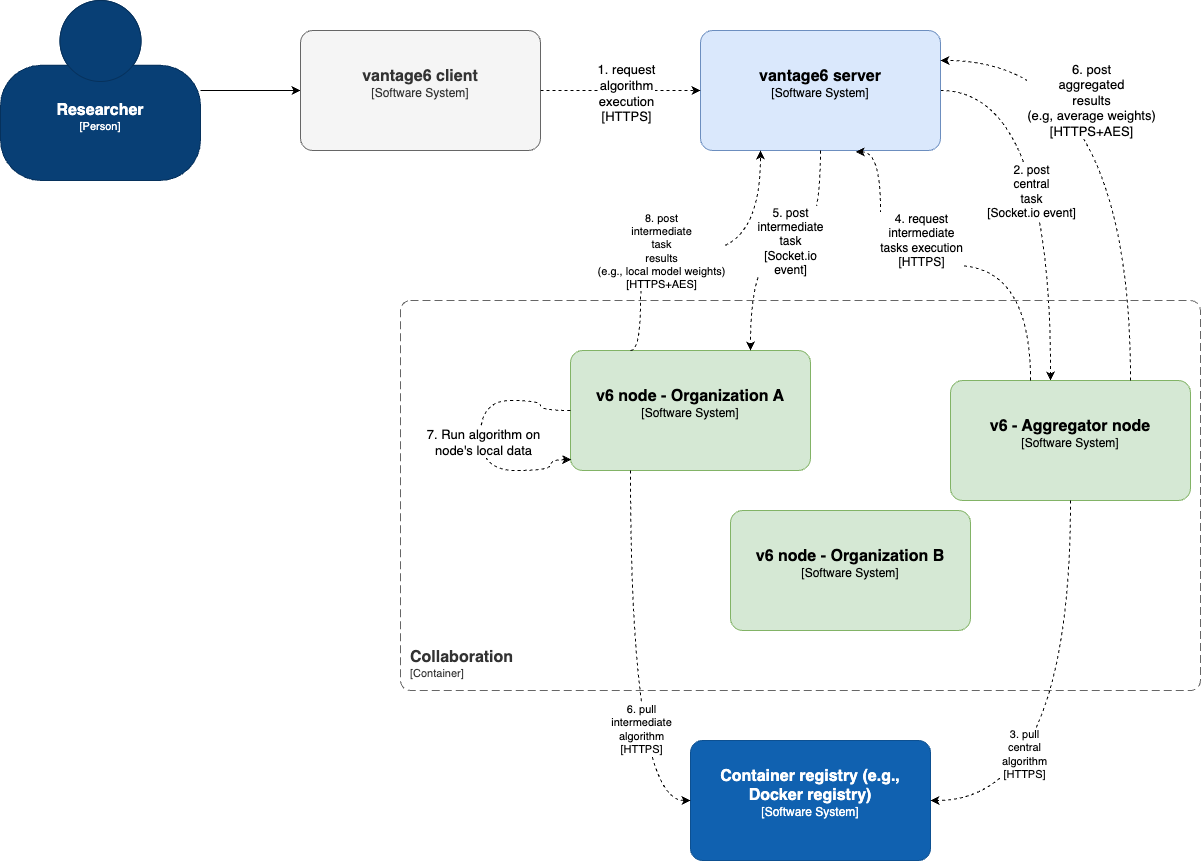 Researcher
[Person]
vantage6 client
[Software System]
1. request
algorithm
execution
[HTTPS]
vantage6 server
[Software System]
6. post
aggregated
results
(e.g, average weights)
[HTTPS+AES]
2. post
central
task
[Socket.io event]
8. post
intermediate
task
results
(e.g., local model weights)
[HTTPS+AES]
5. post
intermediate
task
[Socket.io
event]
4. request
intermediate
tasks execution
[HTTPS]
v6 node - Organization A
[Software System]
7. Run algorithm on
node's local data
v6 - Aggregator node
[Software System]
v6 node - Organization B
[Software System]
Collaboration
[Container]
6. pull
intermediate
algorithm
[HTTPS]
3. pull
central
algorithm
[HTTPS]
Container registry (e.g.,
Docker registry)
[Software System]